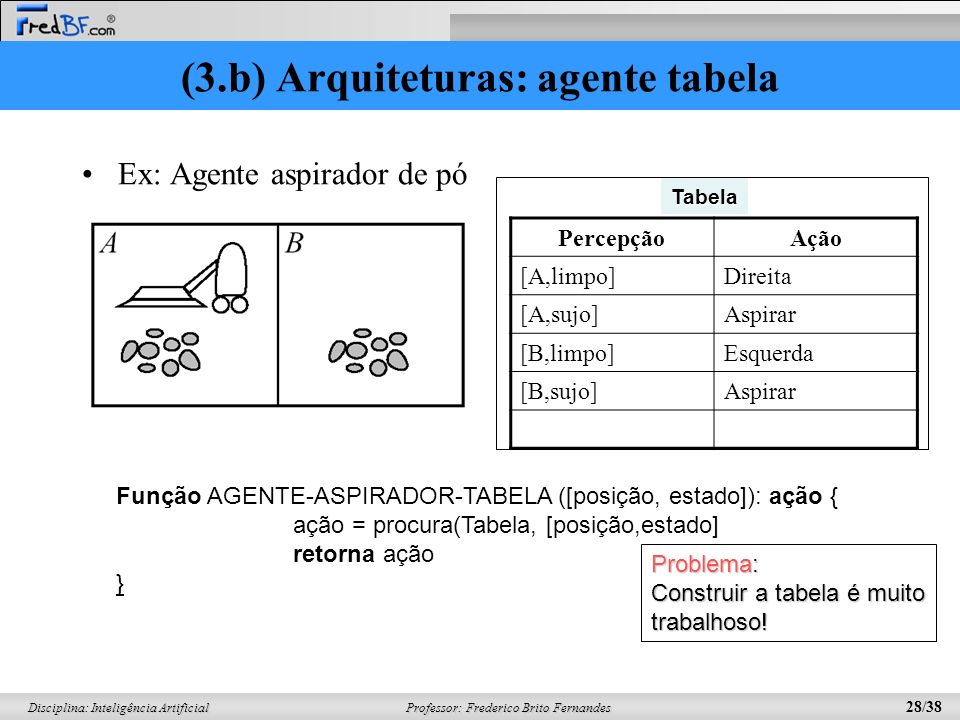 FredBF.com®
(3.b) Arquiteturas: agente tabela
• Ex: Agente aspirador de pó
A B
Tabela
Percepção Ação
[A,limpo] Direita
[A,sujo] Aspirar
[B,limpo] Esquerda
[B,sujo] Aspirar
Função AGENTE-ASPIRADOR-TABELA ([posição, estado]): ação {
ação = procura(Tabela, [posição,estado]
retorna ação
}
Problema:
Construir a tabela é muito
trabalhoso!
Disciplina: Inteligência Artificial Professor: Frederico Brito Fernandes 28/38